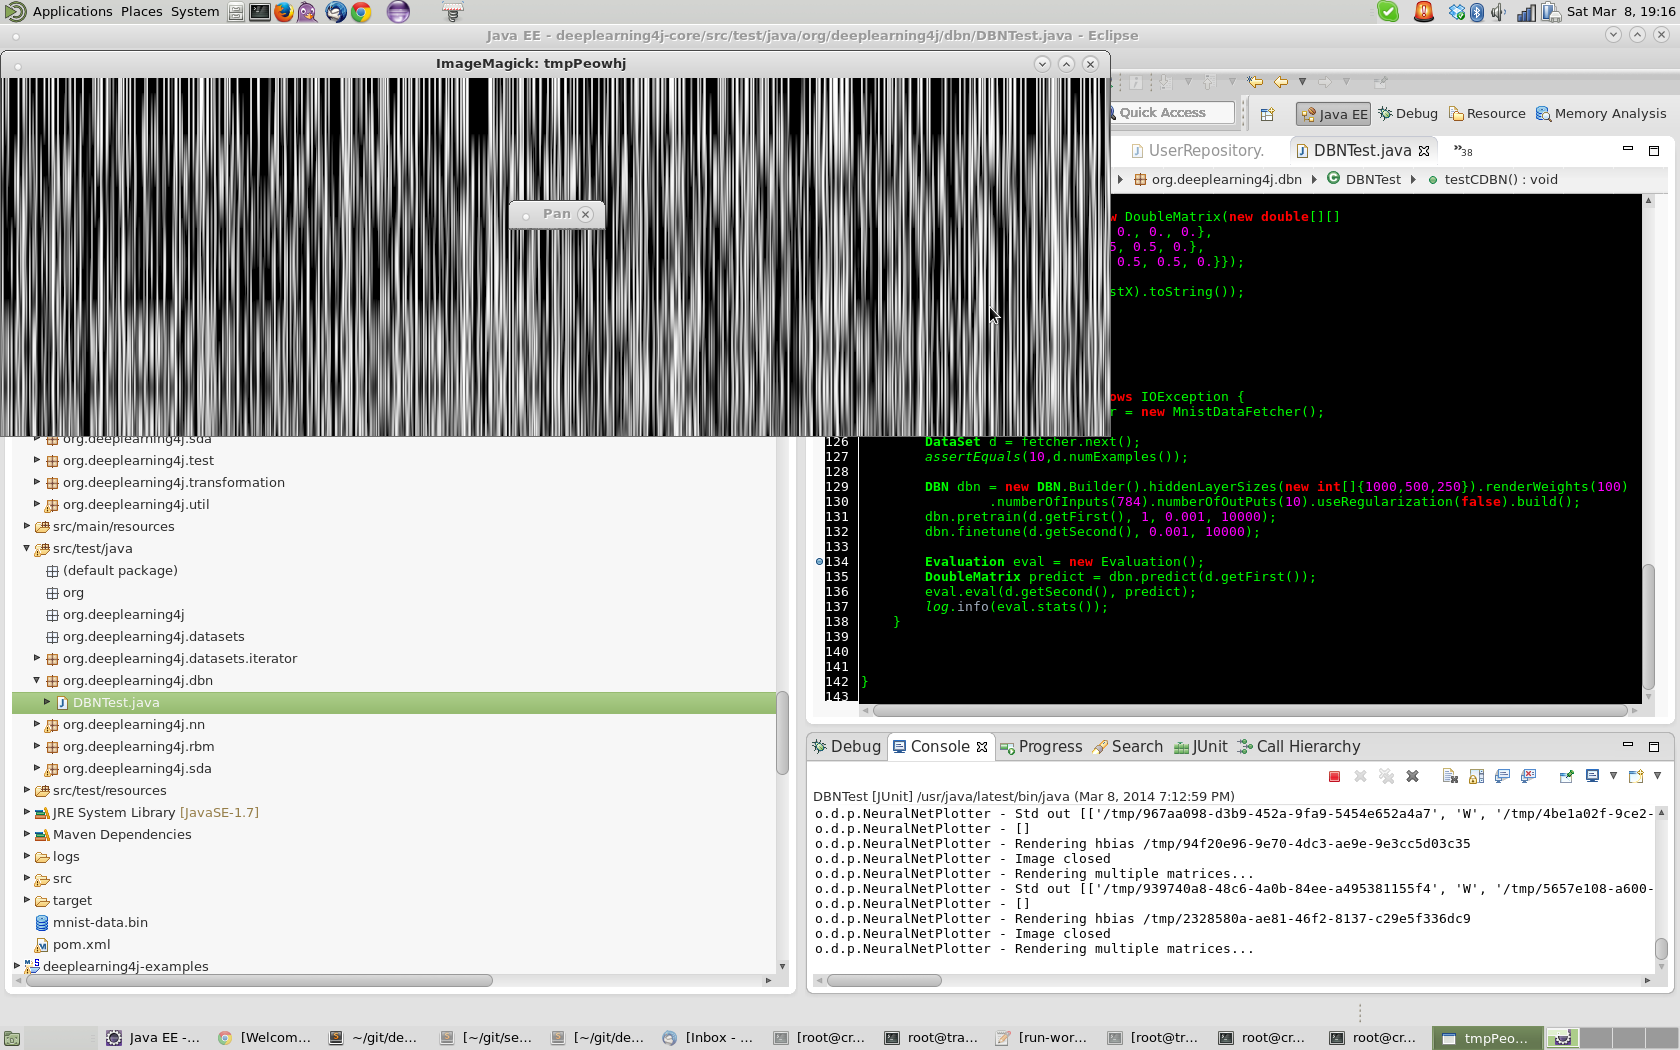 Applications Places System
Sat Mar 8, 19:16
Java EE - deeplearning4j-core/src/test/java/org/deeplearning4j/dbn/DBNTest.java - Eclipse
ImageMagick: tmpPeowhj
Pan
Quick Access
Java EE
Debug
Resource
Memory Analysis
UserRepository.
DBNTest.java
»38
org.deeplearning4j.dbn
DBNTest
testCDBN() : void
DoubleMatrix(new double[][]
0., 0., 0.},
0.5, 0.},
0.5, 0.5, 0.}});
stX).toString());
ows IOException {
r = new MnistDataFetcher();
126 DataSet d = fetcher.next();
127 assertEquals(10,d.numExamples());
128
129 DBN dbn = new DBN.Builder().hiddenLayerSizes(new int[]{1000,500,250}).renderWeights(100)
130 .numberOfInputs(784).numberOfOutPuts(10).useRegularization(false).build();
131 dbn.pretrain(d.getFirst(), 1, 0.001, 10000);
132 dbn.finetune(d.getSecond(), 0.001, 10000);
133
134 Evaluation eval = new Evaluation();
135 DoubleMatrix predict = dbn.predict(d.getFirst());
136 eval.eval(d.getSecond(), predict);
137 log.info(eval.stats());
138 }
139
140
141
142 }
143
org.deeplearning4j.sda
org.deeplearning4j.test
org.deeplearning4j.transformation
org.deeplearning4j.util
src/main/resources
src/test/java
(default package)
org
org.deeplearning4j
org.deeplearning4j.datasets
org.deeplearning4j.datasets.iterator
org.deeplearning4j.dbn
DBNTest.java
org.deeplearning4j.nn
org.deeplearning4j.rbm
org.deeplearning4j.sda
src/test/resources
JRE System Library [JavaSE-1.7]
Maven Dependencies
logs
src
target
mnist-data.bin
pom.xml
deeplearning4j-examples
Debug
Console
Progress
Search
JUnit
Call Hierarchy
DBNTest [JUnit] /usr/java/latest/bin/java (Mar 8, 2014 7:12:59 PM)
o.d.p.NeuralNetPlotter - Std out [['/tmp/967aa098-d3b9-452a-9fa9-5454e652a4a7', 'W', '/tmp/4be1a02f-9ce2-
o.d.p.NeuralNetPlotter - []
o.d.p.NeuralNetPlotter - Rendering hbias /tmp/94f20e96-9e70-4dc3-ae9e-9e3cc5d03c35
o.d.p.NeuralNetPlotter - Image closed
o.d.p.NeuralNetPlotter - Rendering multiple matrices...
o.d.p.NeuralNetPlotter - Std out [['/tmp/939740a8-48c6-4a0b-84ee-a495381155f4', 'W', '/tmp/5657e108-a600-
o.d.p.NeuralNetPlotter - []
o.d.p.NeuralNetPlotter - Rendering hbias /tmp/2328580a-ae81-46f2-8137-c29e5f336dc9
o.d.p.NeuralNetPlotter - Image closed
o.d.p.NeuralNetPlotter - Rendering multiple matrices...
Java EE -...
[Welcom...
~/git/de...
[~/git/se...
[~/git/de...
[Inbox - ...
[root@cr...
root@tra...
[run-wor...
[root@tr...
root@cr...
root@cr...
tmpPeo...